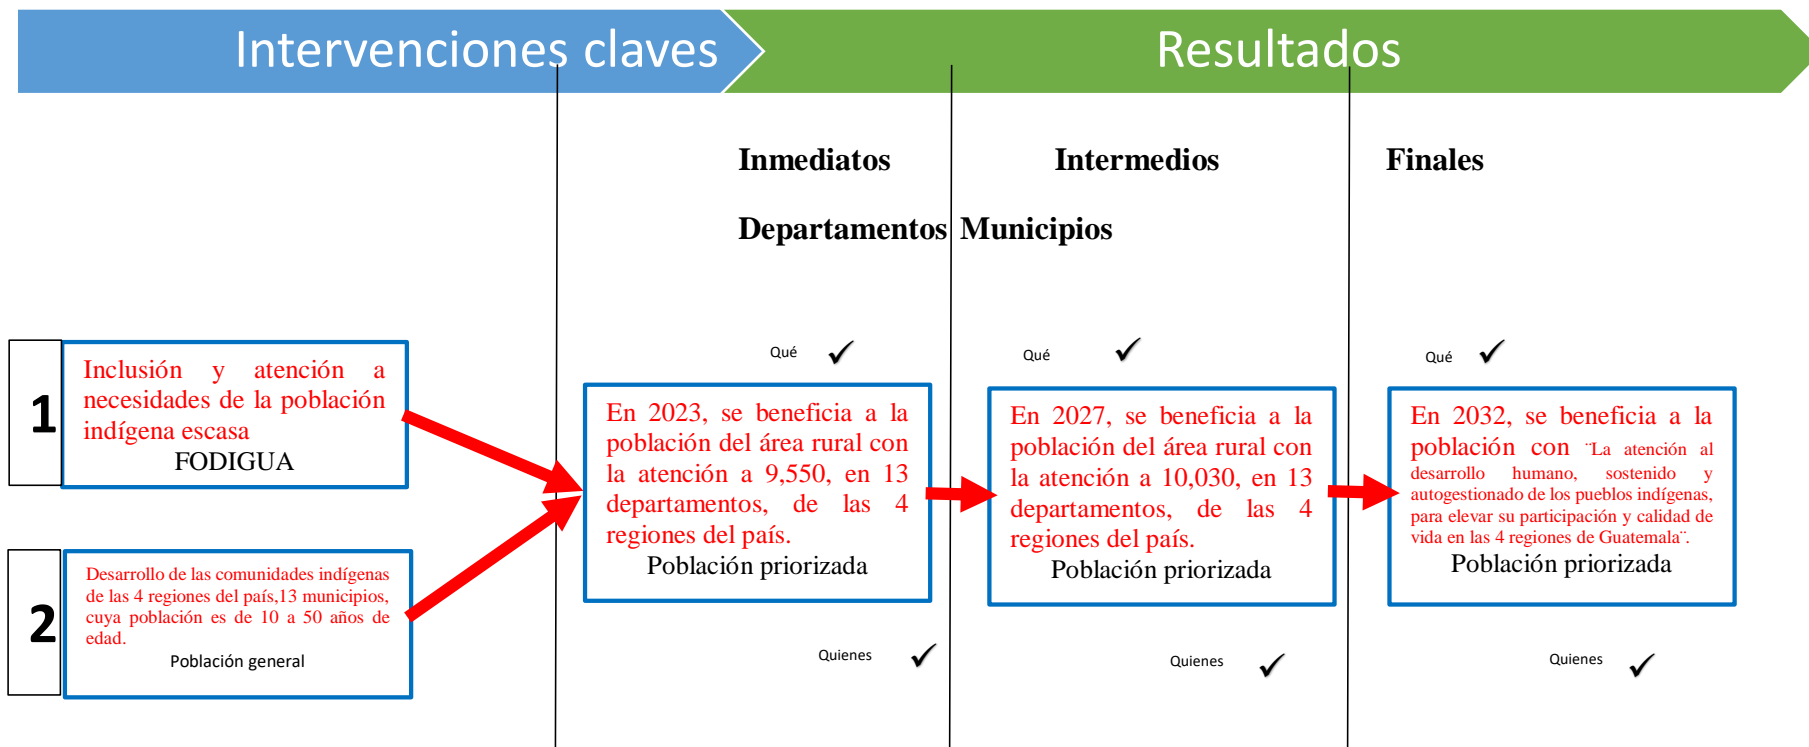 Intervenciones claves
Resultados
Inmediatos
Intermedios
Finales
Departamentos
Municipios
1
Inclusión y atención a
necesidades de la población
indígena escasa
FODIGUA
2
Desarrollo de las comunidades indígenas
de las 4 regiones del país,13 municipios,
cuya población es de 10 a 50 años de
edad.
Población general
Qué ✓
En 2023, se beneficia a la
población del área rural con
la atención a 9,550, en 13
departamentos, de las 4
regiones del país.
Población priorizada
Quienes ✓
Qué ✓
En 2027, se beneficia a la
población del área rural con
la atención a 10,030, en 13
departamentos, de las 4
regiones del país.
Población priorizada
Quienes ✓
Qué ✓
En 2032, se beneficia a la
población con ¨La atención al
desarrollo humano, sostenido y
autogestionado de los pueblos indígenas,
para elevar su participación y calidad de
vida en las 4 regiones de Guatemala¨.
Población priorizada
Quienes ✓